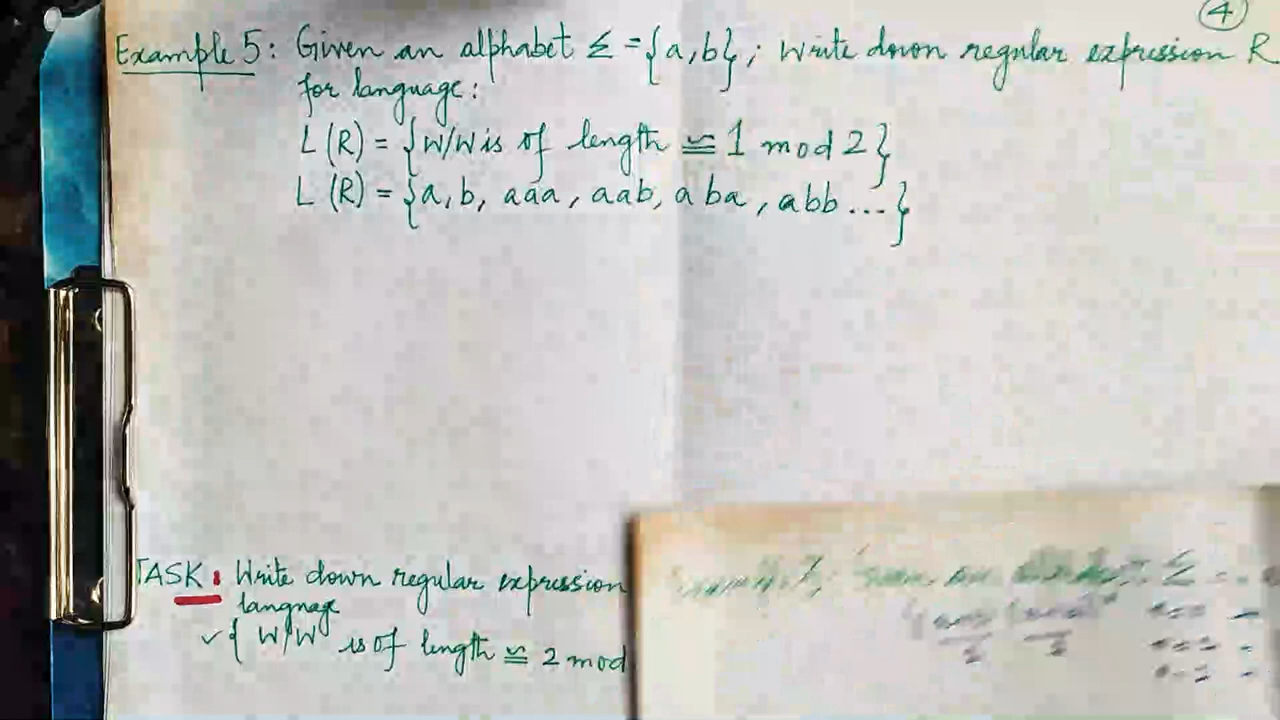 4
Example 5: Given an alphabet Σ = {a,b}; Write down regular expression R
for language:
L (R) = {W/W is of length ≌ 1 mod 2}
L (R) = {a, b, aaa, aab, aba, abb ...}
TASK: Write down regular expression
language
✓ { W/W is of length ≌ 2 mod